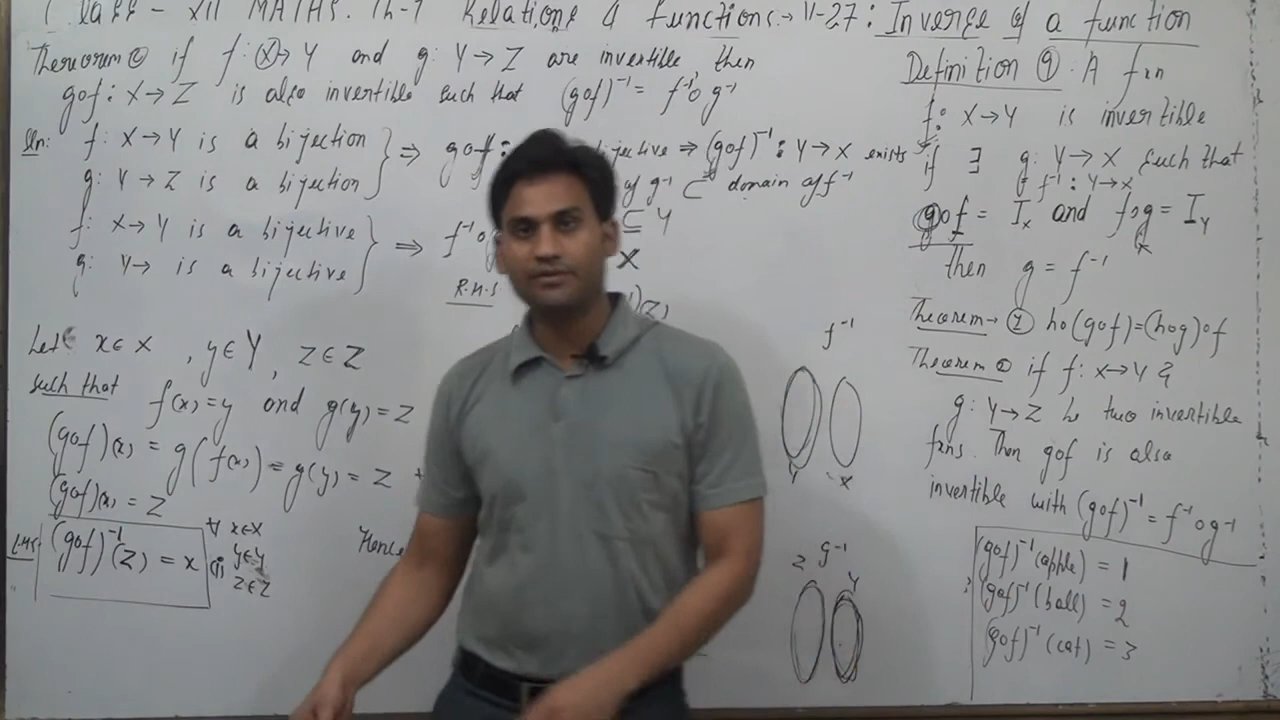 Class - XII MATHS. Ch-1 Relations & functions :→ V-27 : Inverse of a function
Theorem② if f: X → Y and g: Y → Z are invertible then
gof : X → Z is also invertible such that (gof)⁻¹ = f⁻¹o g⁻¹
f: X → Y is a bijection } ⇒ gof : (gof)⁻¹ : Y → X exists
g: Y → Z is a bijection of g⁻¹ ⊂ domain of f⁻¹
f: X → Y is a bijective } ⇒ f⁻¹o ⊆ Y
g: Y → is a bijective X
R.H.S
Let x ∈ X , y ∈ Y , z ∈ Z
such that f(x) = y and g(y) = Z
(gof)(x) = g(f(x)) = g(y) = Z
(gof)(x) = Z
LHS (gof)⁻¹(Z) = x (i) ∀ x∈X
y∈Y
z∈Z
Hence
f⁻¹
Y X
Z g⁻¹ Y
Definition ⑨. A fxn
f: X → Y is invertible
if ∃ g: Y → X such that
f⁻¹ : Y → X
gof = Iₓ and fog = I_Y
then g = f⁻¹
Theorem → ① ho(gof) = (hog)of
Theorem ② if f: X → Y &
g: Y → Z be two invertible
fxns. Then gof is also
invertible with (gof)⁻¹ = f⁻¹og⁻¹
(gof)⁻¹(apple) = 1
(gof)⁻¹(ball) = 2
(gof)⁻¹(cat) = 3